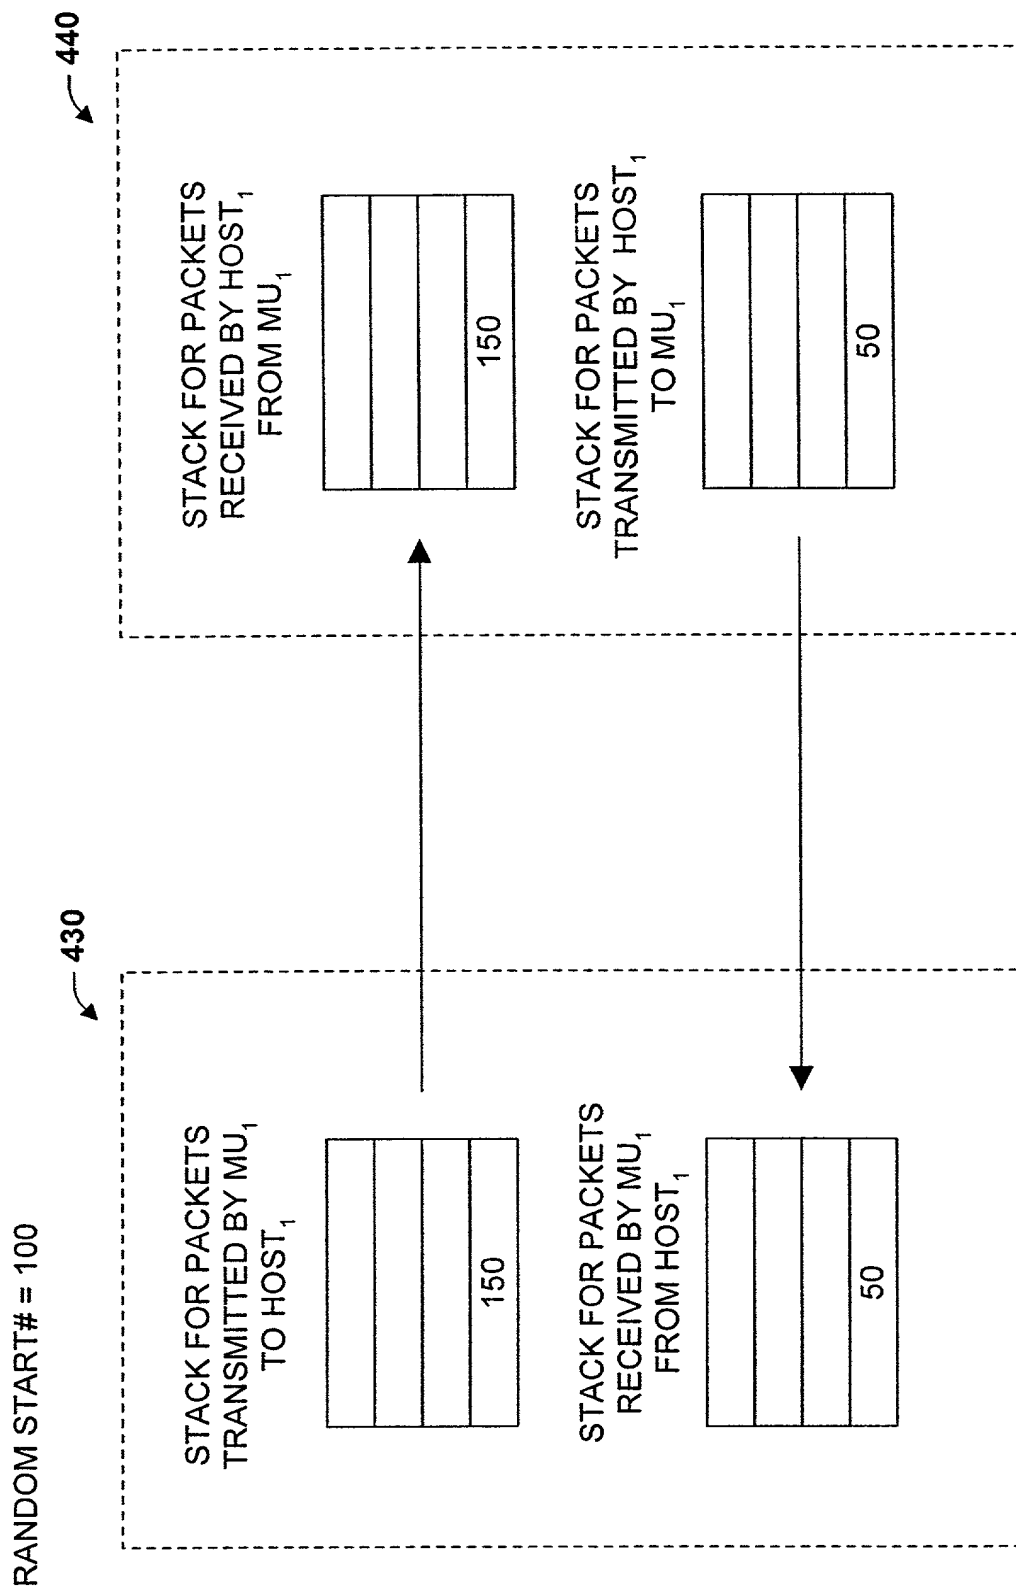 RANDOM START# = 100
430
STACK FOR PACKETS
TRANSMITTED BY MU1
TO HOST1
150
STACK FOR PACKETS
RECEIVED BY MU1
FROM HOST1
50
440
STACK FOR PACKETS
RECEIVED BY HOST1
FROM MU1
150
STACK FOR PACKETS
TRANSMITTED BY HOST1
TO MU1
50